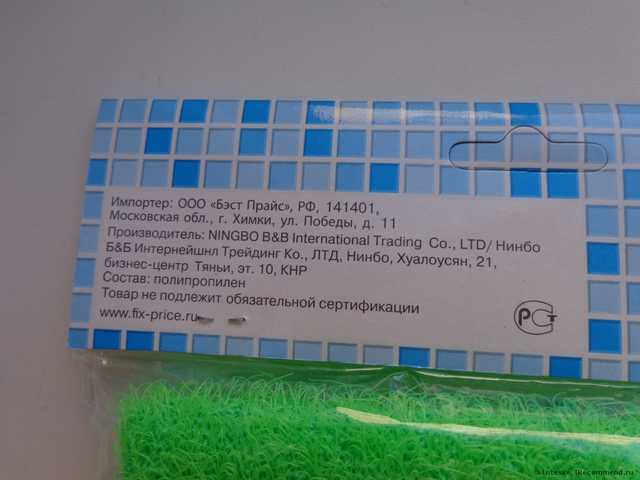 Импортер: ООО «Бэст Прайс», РФ, 141401,
Московская обл., г. Химки, ул. Победы, д. 11
Производитель: NINGBO B&B International Trading Co., LTD/ Нинбо
Б&Б Интернейшнл Трейдинг Ко., ЛТД, Нинбо, Хуалоусян, 21,
бизнес-центр Тяньи, эт. 10, КНР
Состав: полипропилен
Товар не подлежит обязательной сертификации
www.fix-price.ru
РСТ